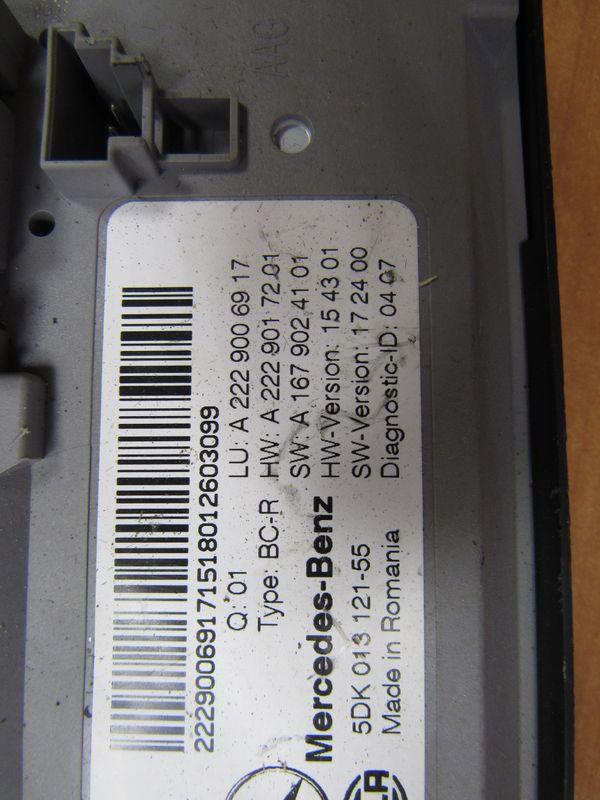 AAG
22290069171518012603099
Q: 01 LU: A 222 900 69 17
Type: BC-R HW: A 222 901 72 01
SW: A 167 902 41 01
Mercedes-Benz HW-Version: 15 43 01
5DK 013 121-55 SW-Version: 17 24 00
Made in Romania Diagnostic-ID: 04 07